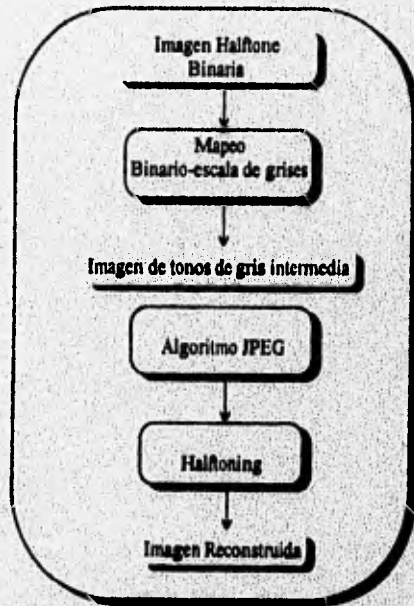 Imagen Halftone
Binaria
Mapeo
Binario-escala de grises
Imagen de tonos de gris intermedia
Algoritmo JPEG
Halftoning
Imagen Reconstruida